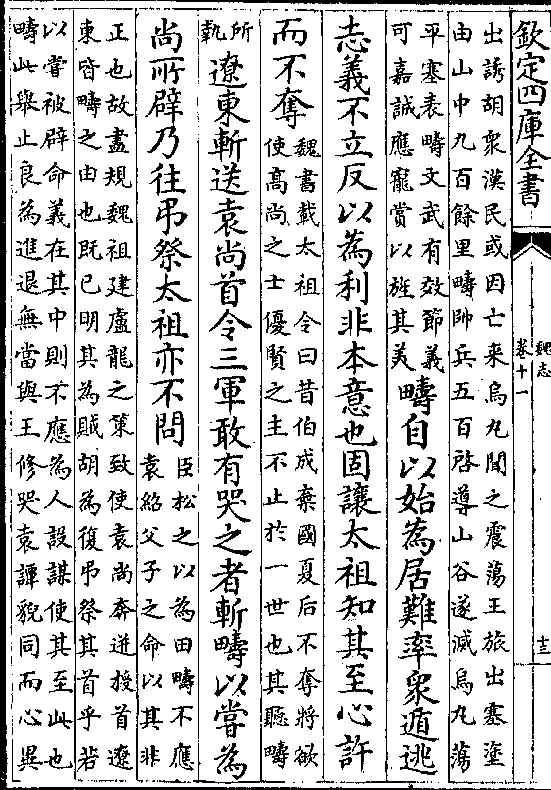 欽定四庫全書
魏志
卷十一
十三
出誘胡衆漢民或因亡来烏丸聞之震蕩王旅出塞塗
由山中九百餘里疇帥兵五百啓導山谷遂滅烏丸蕩
平塞表疇文武有效節義
可嘉誠應寵賞以旌其美
疇自以始為居難率衆遁逃
志義不立反以為利非本意也固讓太祖知其至心許
而不奪
魏書載太祖令曰昔伯成棄國夏后不奪將欲
使髙尚之士優賢之主不止於一世也其聽疇
所
執
遼東斬送袁尚首令三軍敢有哭之者斬疇以嘗為
尚所辟乃往弔祭太祖亦不問
臣松之以為田疇不應
袁紹父子之命以其非
正也故盡規魏祖建盧龍之策致使袁尚奔迸授首遼
東皆疇之由也既已明其為賊胡為復弔祭其首乎若
以嘗被辟命義在其中則不應為人設謀使其至此也
疇此舉止良為進退無當與王修哭袁譚貌同而心異